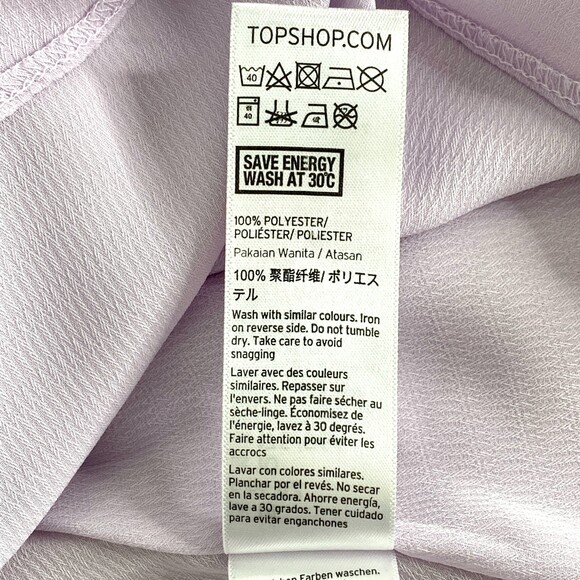 TOPSHOP.COM
40
40
SAVE ENERGY
WASH AT 30°C
100% POLYESTER/
POLIÉSTER/ POLIESTER
Pakaian Wanita / Atasan
100% 聚酯纤维/ ポリエス
テル
Wash with similar colours. Iron
on reverse side. Do not tumble
dry. Take care to avoid
snagging
Laver avec des couleurs
similaires. Repasser sur
l'envers. Ne pas faire sécher au
sèche-linge. Économisez de
l'énergie, lavez à 30 degrés.
Faire attention pour éviter les
accrocs
Lavar con colores similares.
Planchar por el revés. No secar
en la secadora. Ahorre energía,
lave a 30 grados. Tener cuidado
para evitar enganchones
Farben waschen.